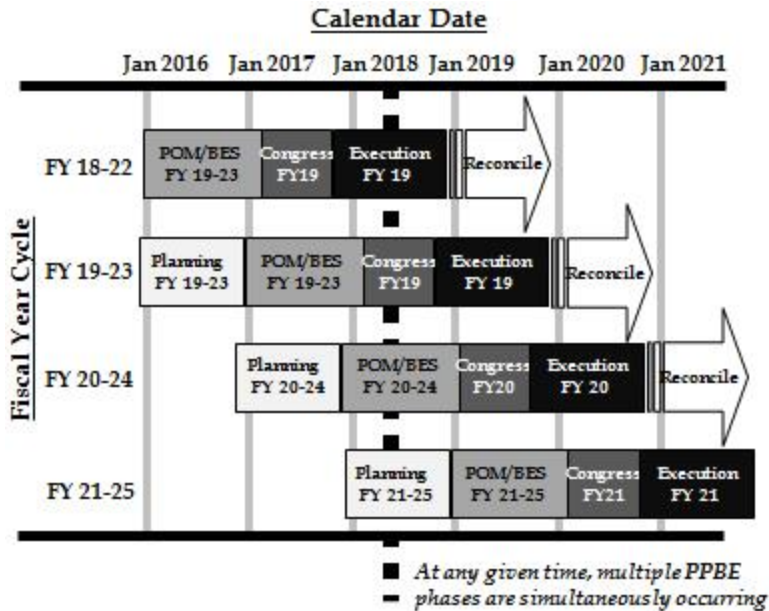 Calendar Date
Jan 2016 Jan 2017 Jan 2018 Jan 2019 Jan 2020 Jan 2021
Fiscal Year Cycle
FY 18-22
POM/BES
FY 19-23
Congress
FY19
Execution
FY 19
Reconcile
FY 19-23
Planning
FY 19-23
POM/BES
FY 19-23
Congress
FY19
Execution
FY 19
Reconcile
FY 20-24
Planning
FY 20-24
POM/BES
FY 20-24
Congress
FY20
Execution
FY 20
Reconcile
FY 21-25
Planning
FY 21-25
POM/BES
FY 21-25
Congress
FY21
Execution
FY 21
At any given time, multiple PPBE
phases are simultaneously occurring